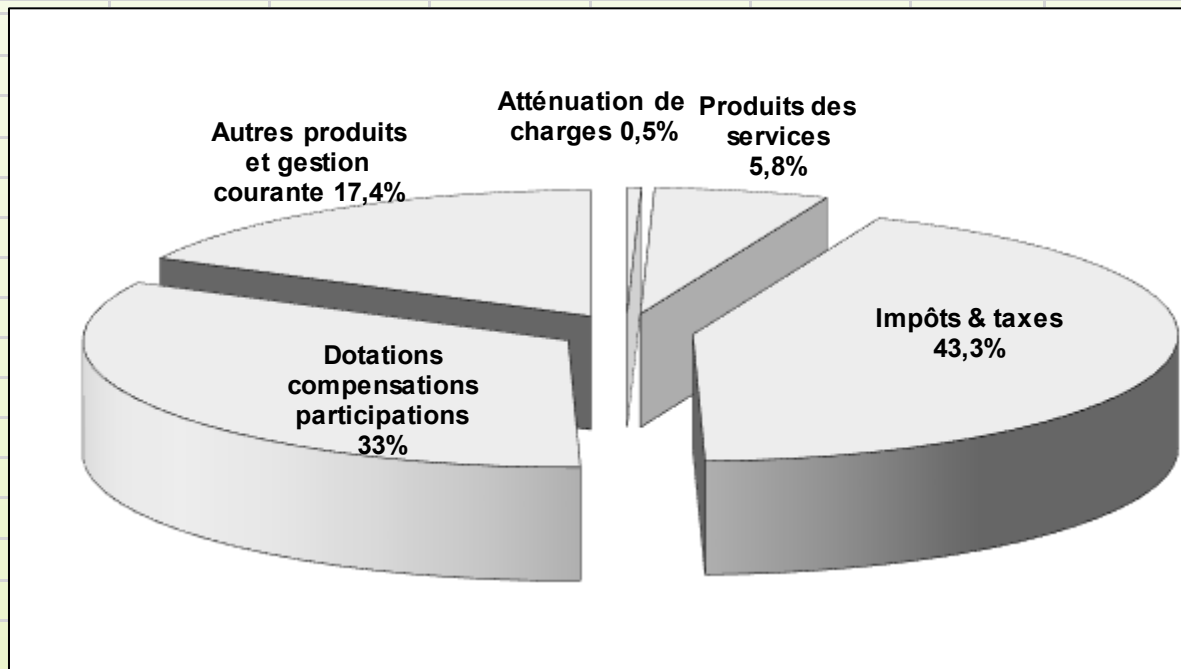 Atténuation de
charges 0,5%
Produits des
services
5,8%
Autres produits
et gestion
courante 17,4%
Impôts & taxes
43,3%
Dotations
compensations
participations
33%